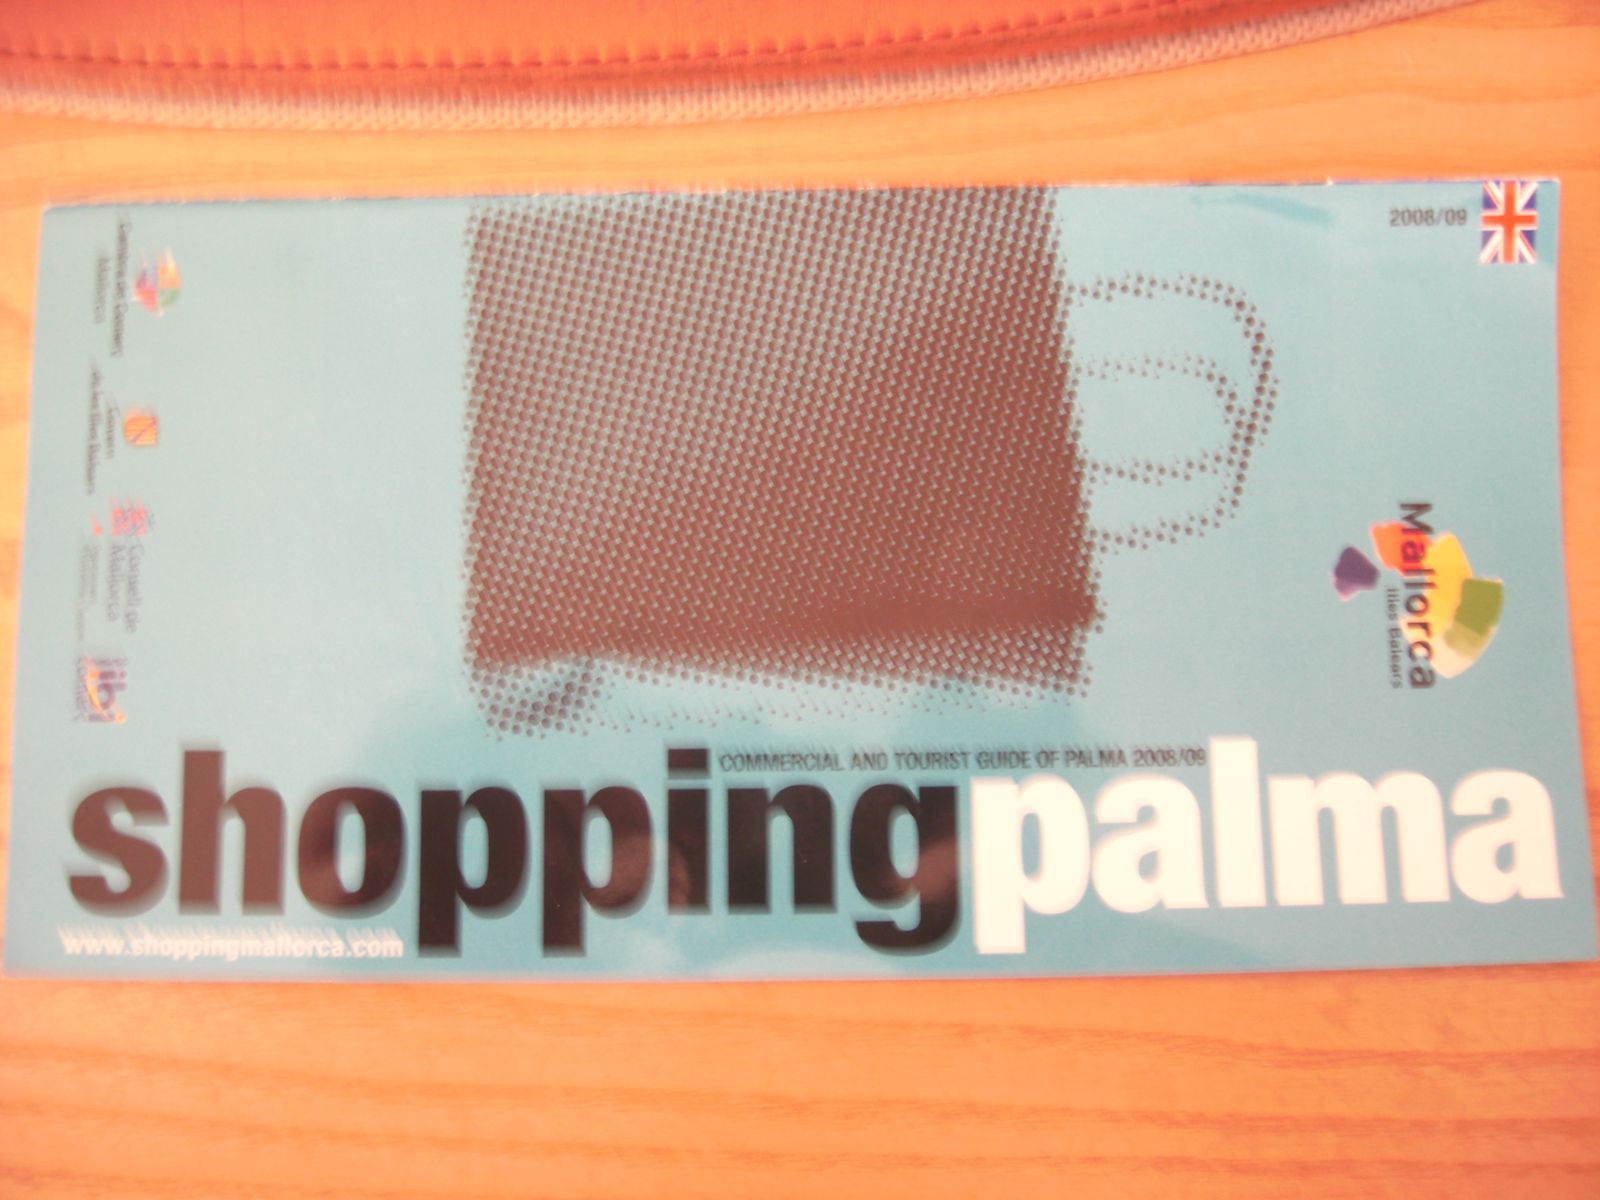 2008/09
Mallorca
Illes Balears
COMMERCIAL AND TOURIST GUIDE OF PALMA 2008/09
shoppingpalma
www.shoppingmallorca.com
Consell de
Mallorca